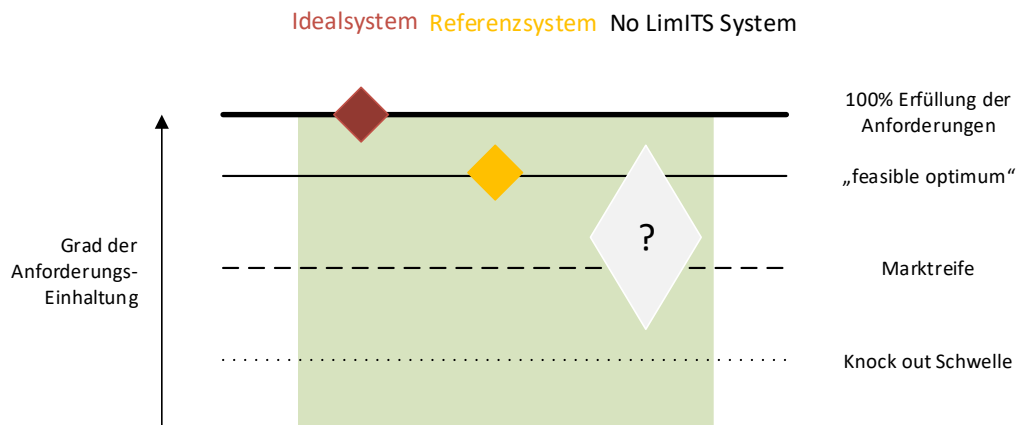 Idealsystem Referenzsystem No LimITS System
100% Erfüllung der
Anforderungen
„feasible optimum“
?
Grad der
Anforderungs-
Einhaltung
Marktreife
Knock out Schwelle